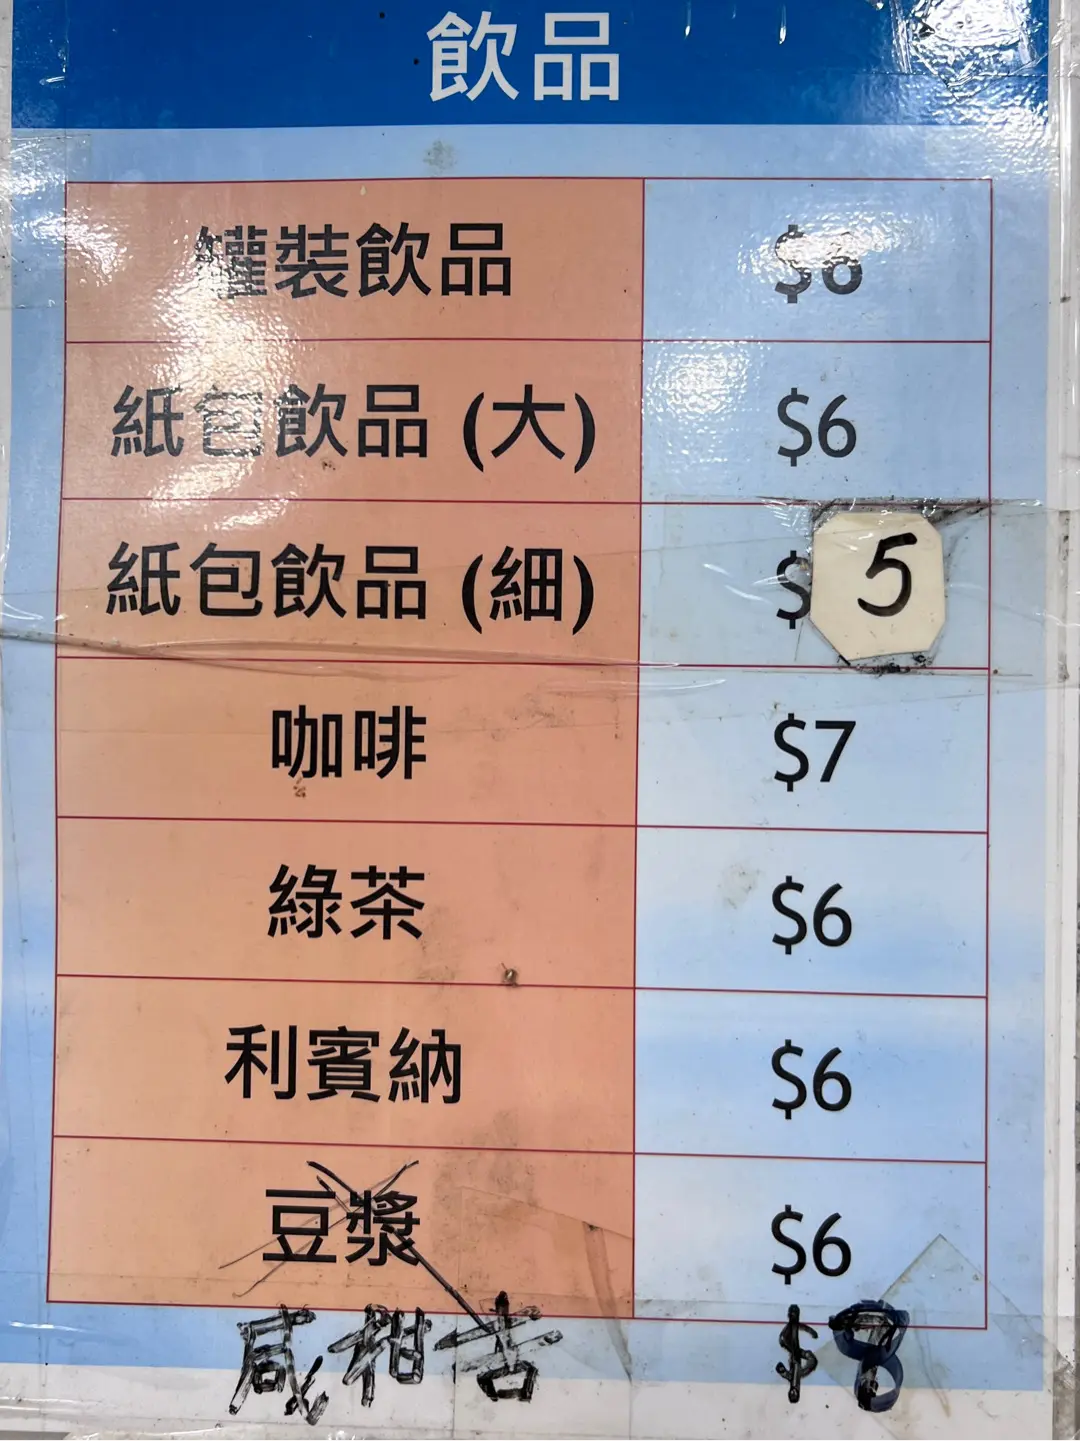 飲品
罐裝飲品 $6
紙包飲品 (大) $6
紙包飲品 (細) $5
咖啡 $7
綠茶 $6
利賓納 $6
豆漿 $6
咸柑吉 $8